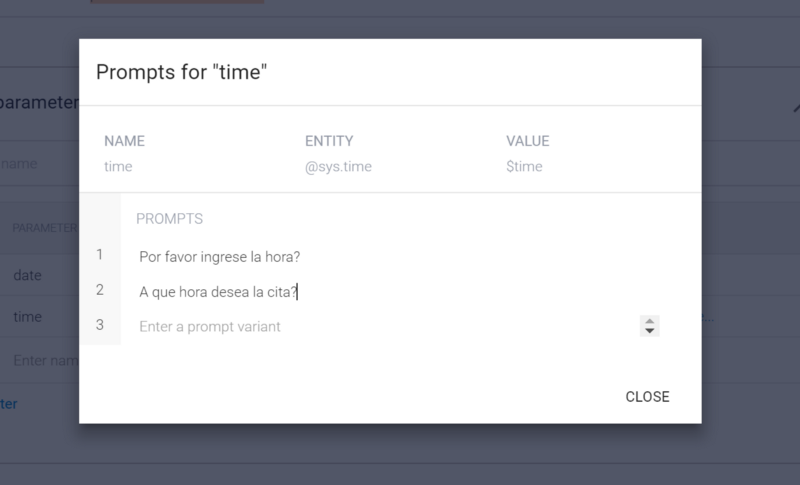 Prompts for "time"
parameter
NAME ENTITY VALUE
time @sys.time $time
name
PROMPTS
PARAMETER
1 Por favor ingrese la hora?
date
2 A que hora desea la cita?
time
3 Enter a prompt variant
Enter nam
ter
CLOSE